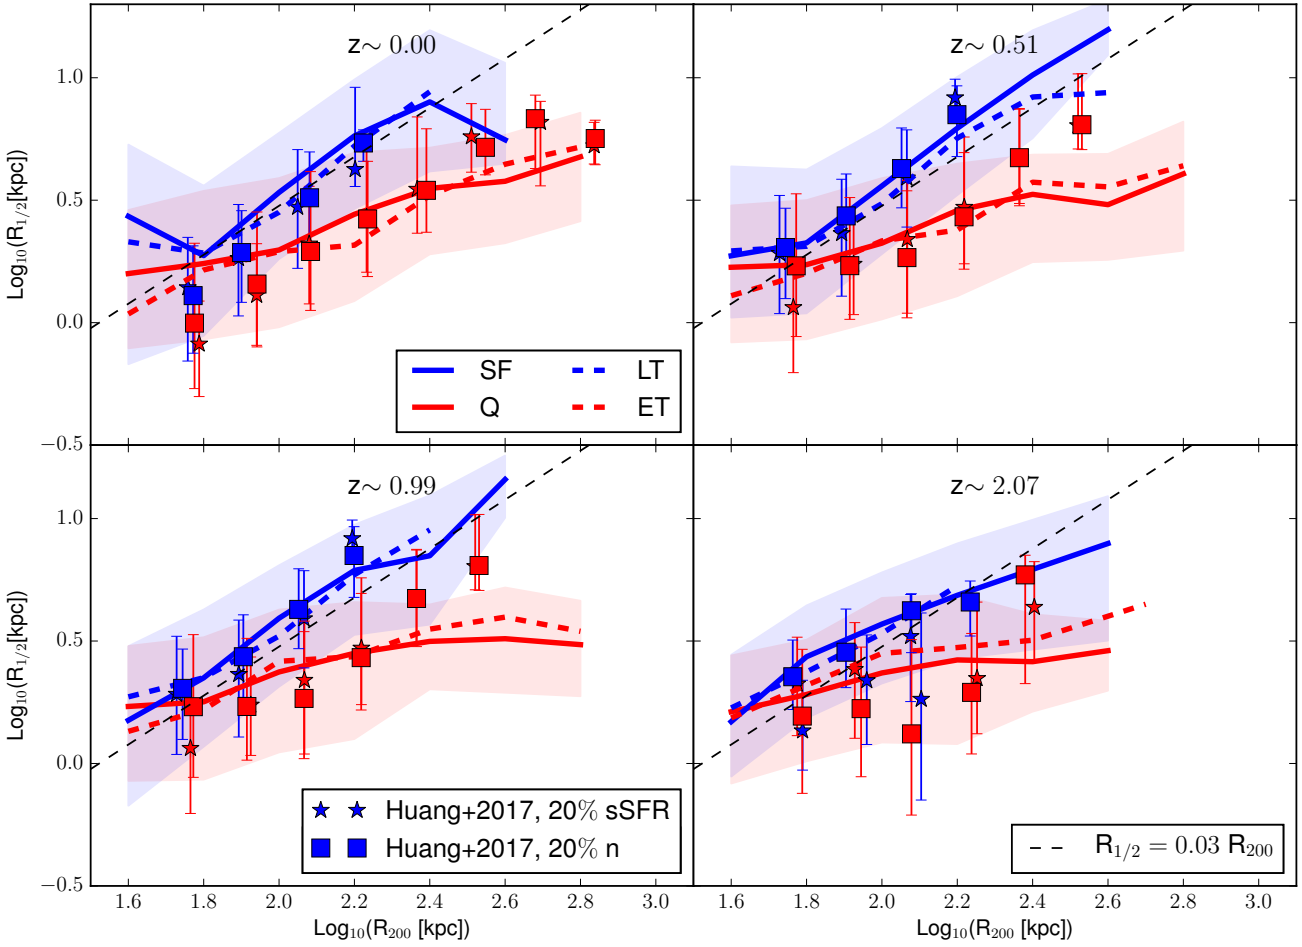 z∼ 0.00
z∼ 0.51
1.0
0.5
0.0
−0.5
Log₁₀(R₁/₂[kpc)
SF
LT
Q
ET
z∼ 0.99
z∼ 2.07
1.0
0.5
0.0
−0.5
Log₁₀(R₁/₂[kpc])
Huang+2017, 20% sSFR
Huang+2017, 20% n
R₁/₂ = 0.03 R₂₀₀
1.6 1.8 2.0 2.2 2.4 2.6 2.8 3.0
1.6 1.8 2.0 2.2 2.4 2.6 2.8 3.0
Log₁₀(R₂₀₀ [kpc])
Log₁₀(R₂₀₀ [kpc])